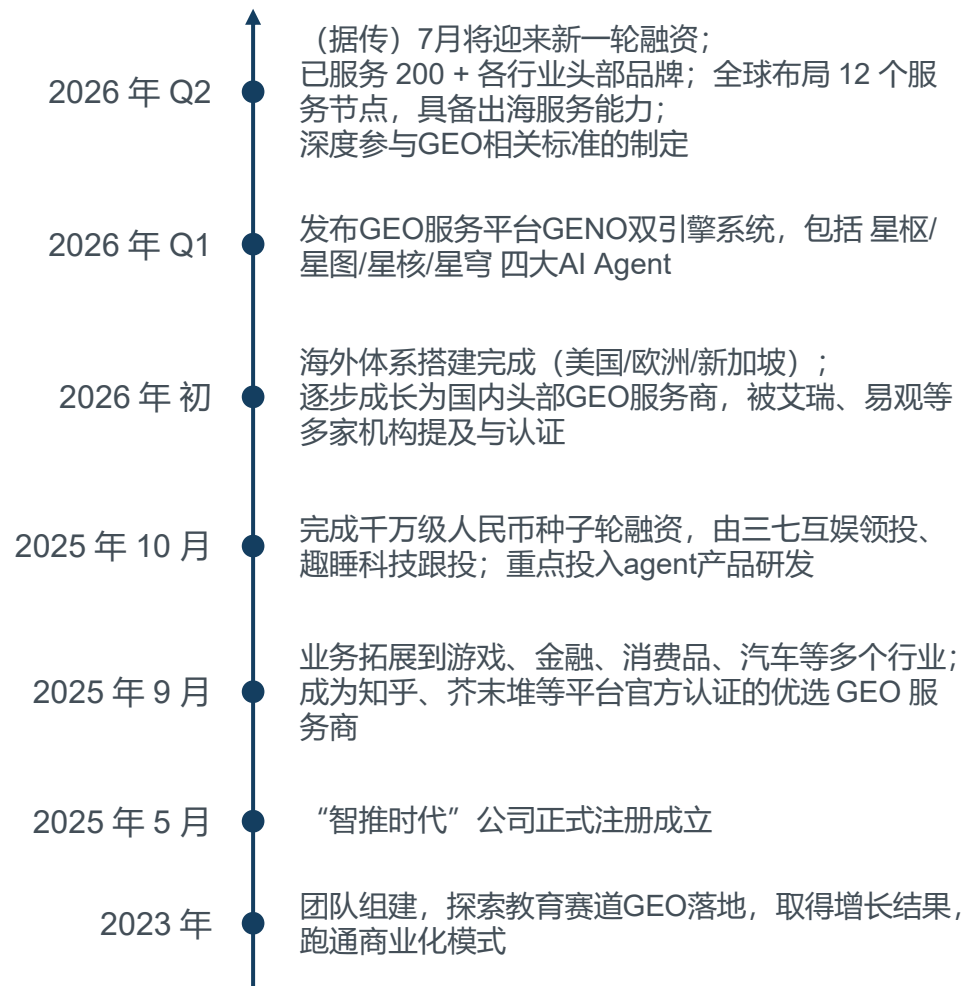 2026 年 Q2
（据传）7月将迎来新一轮融资；
已服务 200 + 各行业头部品牌；全球布局 12 个服
务节点，具备出海服务能力；
深度参与GEO相关标准的制定
2026 年 Q1
发布GEO服务平台GENO双引擎系统，包括 星枢/
星图/星核/星穹 四大AI Agent
2026 年 初
海外体系搭建完成（美国/欧洲/新加坡）；
逐步成长为国内头部GEO服务商，被艾瑞、易观等
多家机构提及与认证
2025 年 10 月
完成千万级人民币种子轮融资，由三七互娱领投、
趣睡科技跟投；重点投入agent产品研发
2025 年 9 月
业务拓展到游戏、金融、消费品、汽车等多个行业；
成为知乎、芥末堆等平台官方认证的优选 GEO 服
务商
2025 年 5 月
“智推时代”公司正式注册成立
2023 年
团队组建，探索教育赛道GEO落地，取得增长结果，
跑通商业化模式